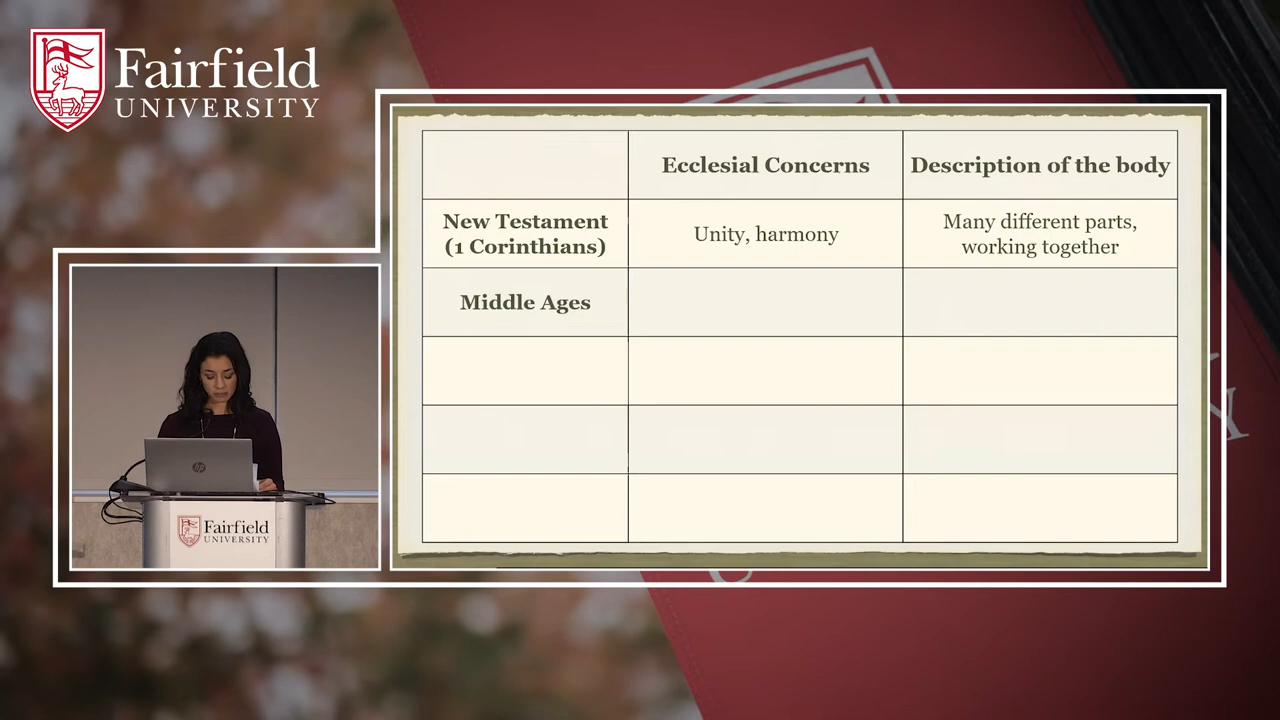 Fairfield
UNIVERSITY
Ecclesial Concerns
Description of the body
New Testament
(1 Corinthians)
Unity, harmony
Many different parts,
working together
Middle Ages
Fairfield
UNIVERSITY